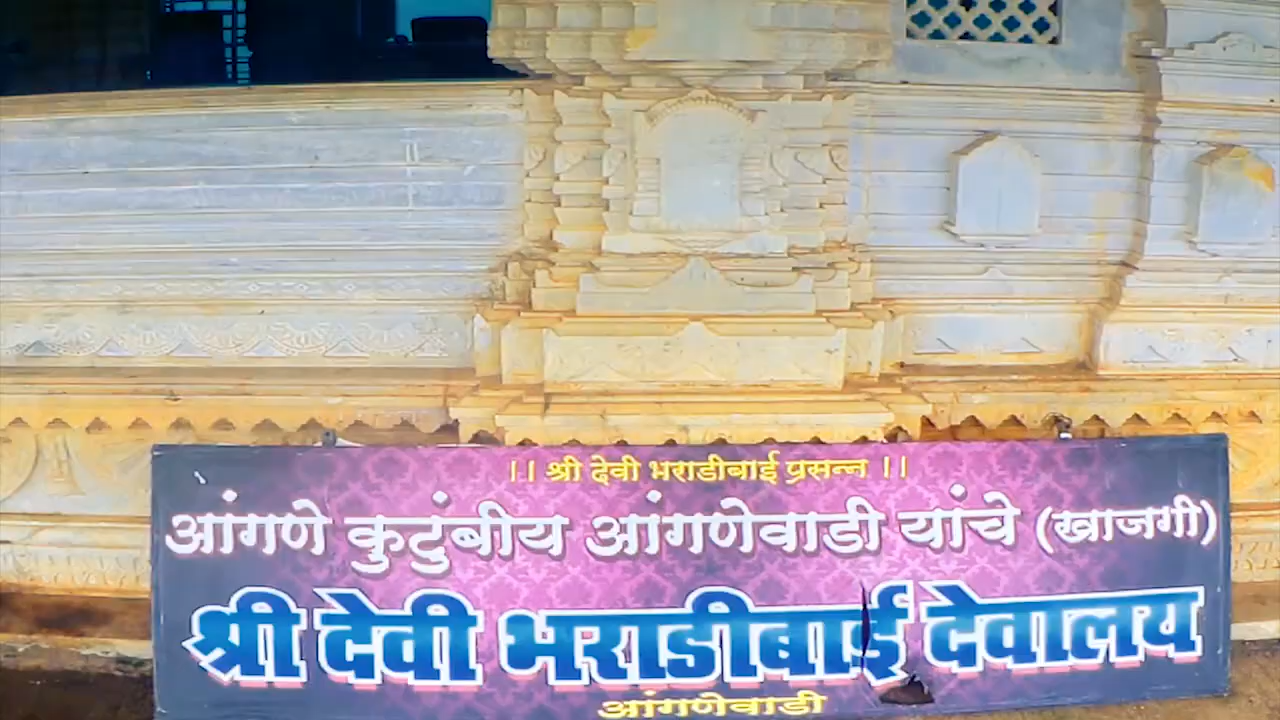 ।। श्री देवी भराडीबाई प्रसन्न ।।
आंगणे कुटुंबीय आंगणेवाडी यांचे (खाजगी)
श्री देवी भराडीबाई देवालय
आंगणेवाडी